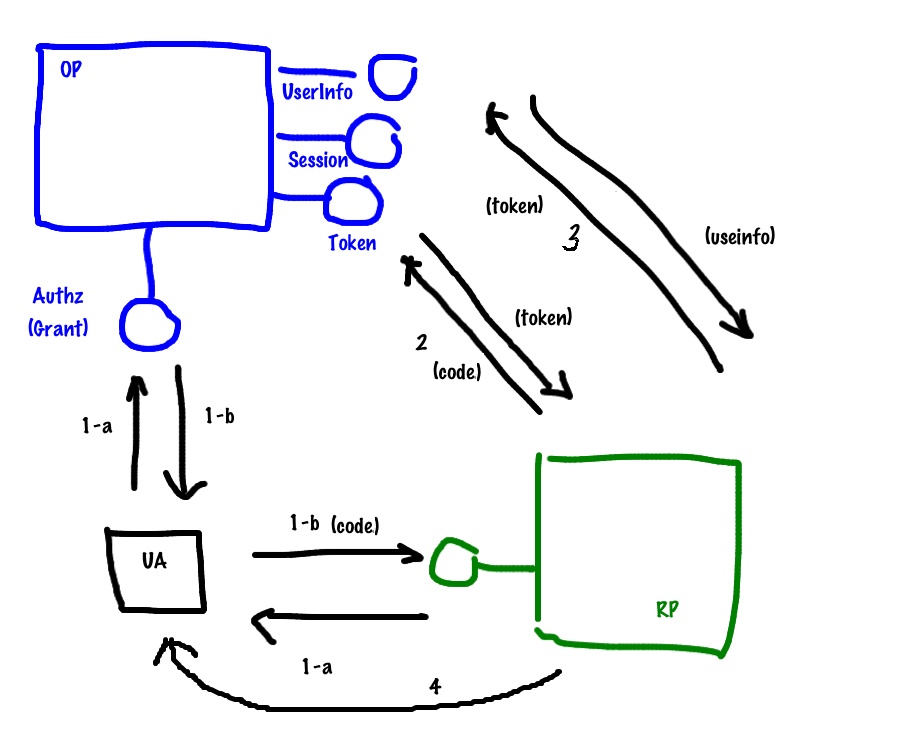 OP
UserInfo
Session
Token
Authz
(Grant)
(token)
3
(useinfo)
(token)
2
(code)
1-a
1-b
1-b (code)
UA
RP
1-a
4